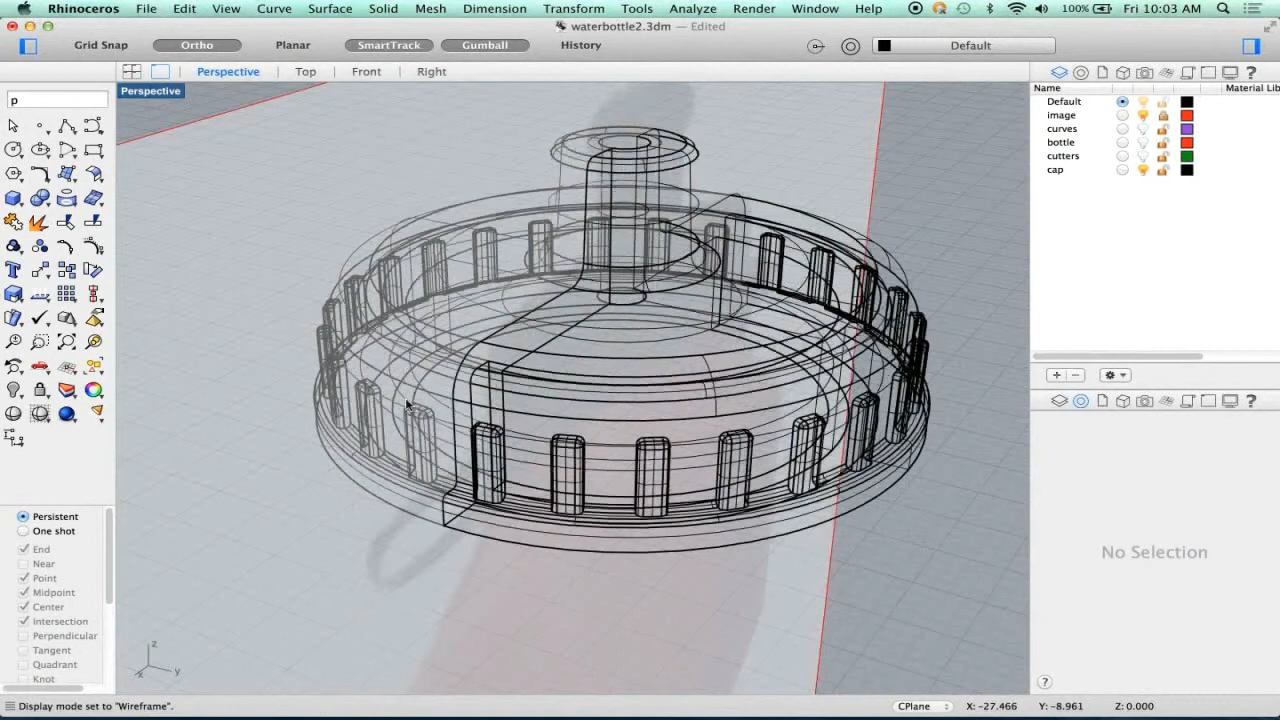 Rhinoceros File Edit View Curve Surface Solid Mesh Dimension Transform Tools Analyze Render Window Help 100% Fri 10:03 AM
waterbottle2.3dm — Edited
Grid Snap Ortho Planar SmartTrack Gumball History Default
Perspective Top Front Right
Perspective
p
Name Material Lib
Default
image
curves
bottle
cutters
cap
No Selection
Persistent
One shot
End
Near
Point
Midpoint
Center
Intersection
Perpendicular
Tangent
Quadrant
Knot
z
y
x
Display mode set to "Wireframe". CPlane X: -27.466 Y: -8.961 Z: 0.000